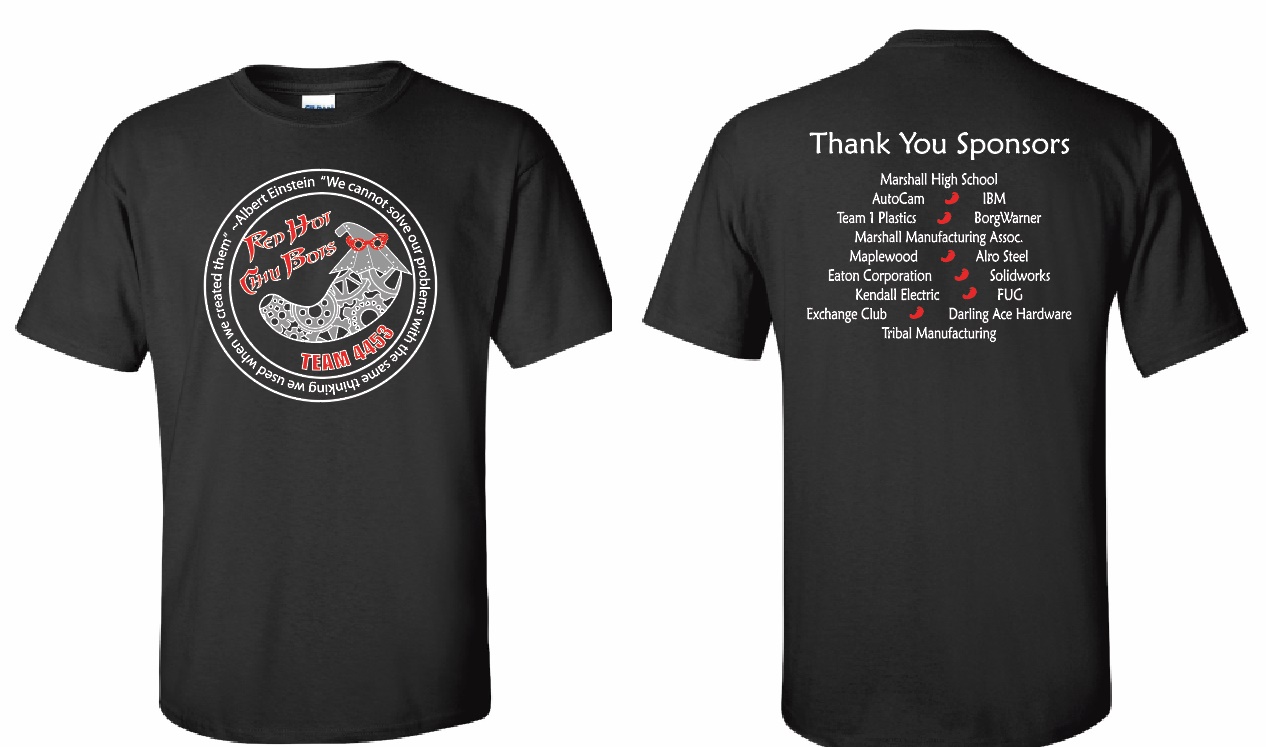 ~Albert Einstein "We cannot solve our problems with the same thinking we used when we created them"
Red Hot
Chili Bots
TEAM 4453
Thank You Sponsors
Marshall High School
AutoCam IBM
Team 1 Plastics BorgWarner
Marshall Manufacturing Assoc.
Maplewood Alro Steel
Eaton Corporation Solidworks
Kendall Electric FUG
Exchange Club Darling Ace Hardware
Tribal Manufacturing